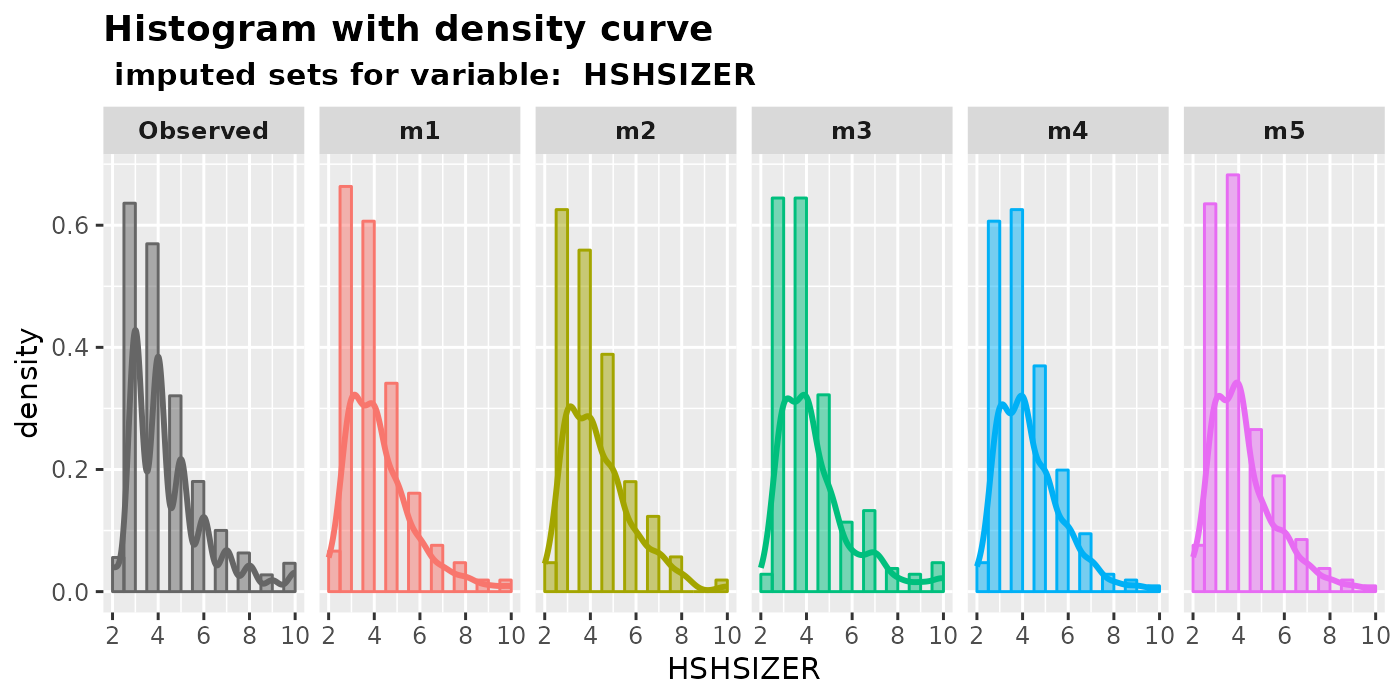 Histogram with density curve
imputed sets for variable:  HSHSIZER
Observed m1 m2 m3 m4 m5
density
0.6
0.4
0.2
0.0
2 4 6 8 10 2 4 6 8 10 2 4 6 8 10 2 4 6 8 10 2 4 6 8 10 2 4 6 8 10
HSHSIZER